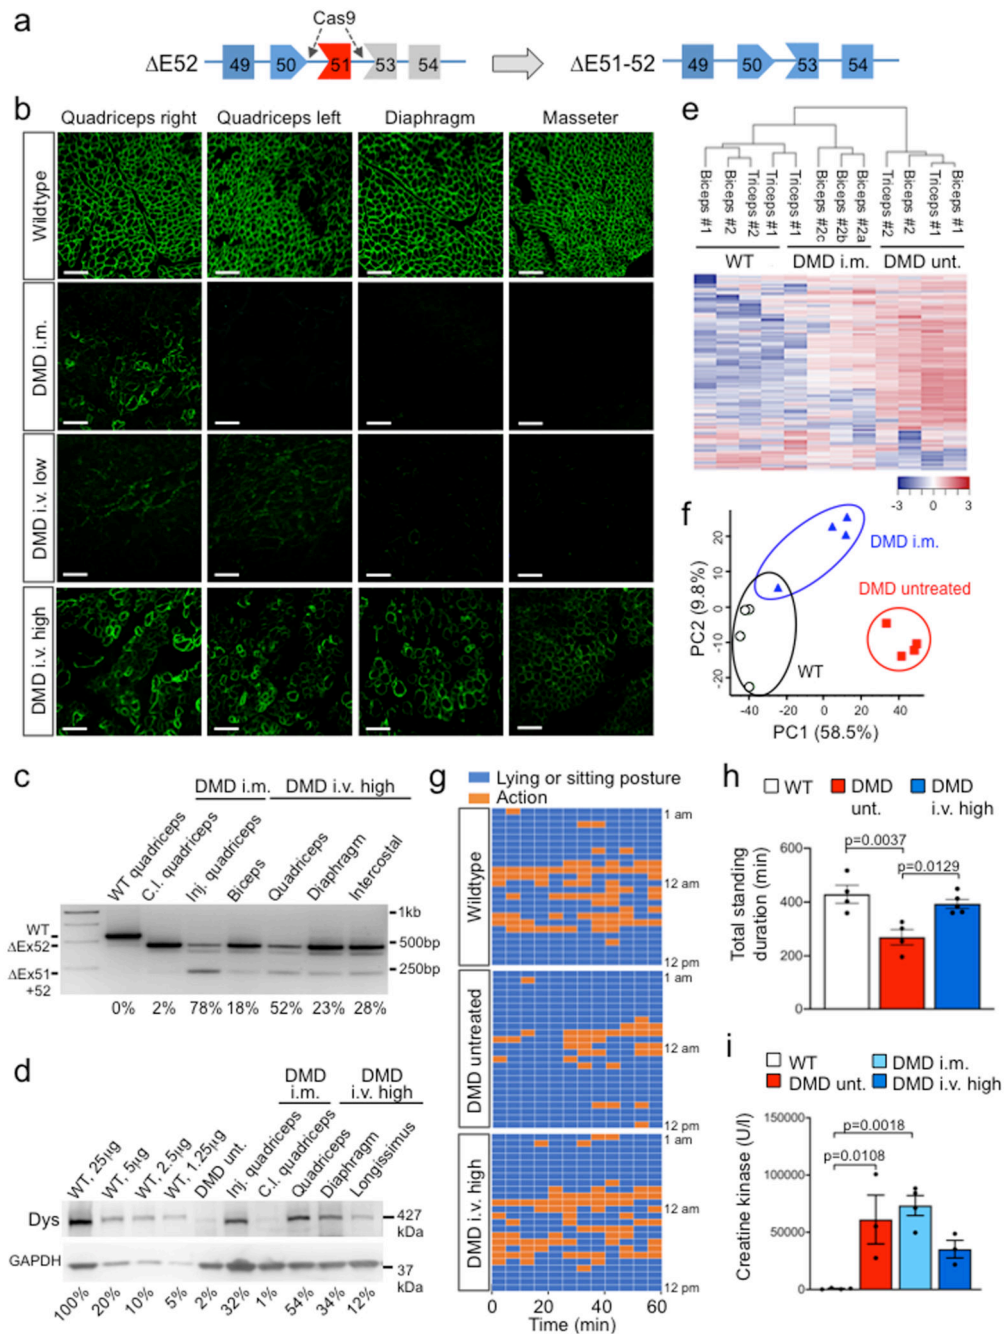 a
Cas9
ΔE52
49
50
51
53
54
ΔE51-52
49
50
53
54
b
Quadriceps right
Quadriceps left
Diaphragm
Masseter
Wildtype
DMD i.m.
DMD i.v. low
DMD i.v. high
e
Biceps #1
Biceps #2
Triceps #2
Triceps #1
Triceps #1
Biceps #2c
Biceps #2b
Biceps #2a
Triceps #2
Biceps #2
Triceps #1
Biceps #1
WT
DMD i.m.
DMD unt.
-3
3
f
DMD i.m.
DMD untreated
WT
PC2 (9.8%)
20
10
0
-10
-20
-40
-20
0
20
40
PC1 (58.5%)
c
DMD i.m.
DMD i.v. high
WT quadriceps
C.l. quadriceps
Inj. quadriceps
Biceps
Quadriceps
Diaphragm
Intercostal
WT
ΔEx52
ΔEx51
+52
1kb
500bp
250bp
0%
2%
78%
18%
52%
23%
28%
d
DMD
i.m.
DMD
i.v. high
WT, 25µg
WT, 5µg
WT, 2.5µg
WT, 1.25µg
DMD unt.
Inj. quadriceps
C.l. quadriceps
Quadriceps
Diaphragm
Longissimus
Dys
427
kDa
GAPDH
37
kDa
100%
20%
10%
5%
2%
32%
1%
54%
34%
12%
g
Lying or sitting posture
Action
Wildtype
1 am
12 am
12 pm
DMD untreated
1 am
12 am
12 pm
DMD i.v. high
1 am
12 am
12 pm
0
20
40
60
Time (min)
h
WT
DMD
unt.
DMD
i.v. high
Total standing
duration (min)
600
400
200
0
p=0.0037
p=0.0129
i
WT
DMD unt.
DMD i.m.
DMD i.v. high
Creatine kinase (U/l)
150000
100000
50000
0
p=0.0018
p=0.0108